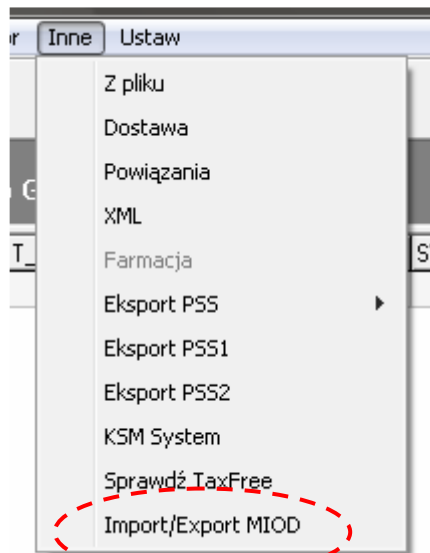 Inne Ustaw
Z pliku
Dostawa
Powiązania
XML
Farmacja
Eksport PSS
Eksport PSS1
Eksport PSS2
KSM System
Sprawdź TaxFree
Import/Export MIOD